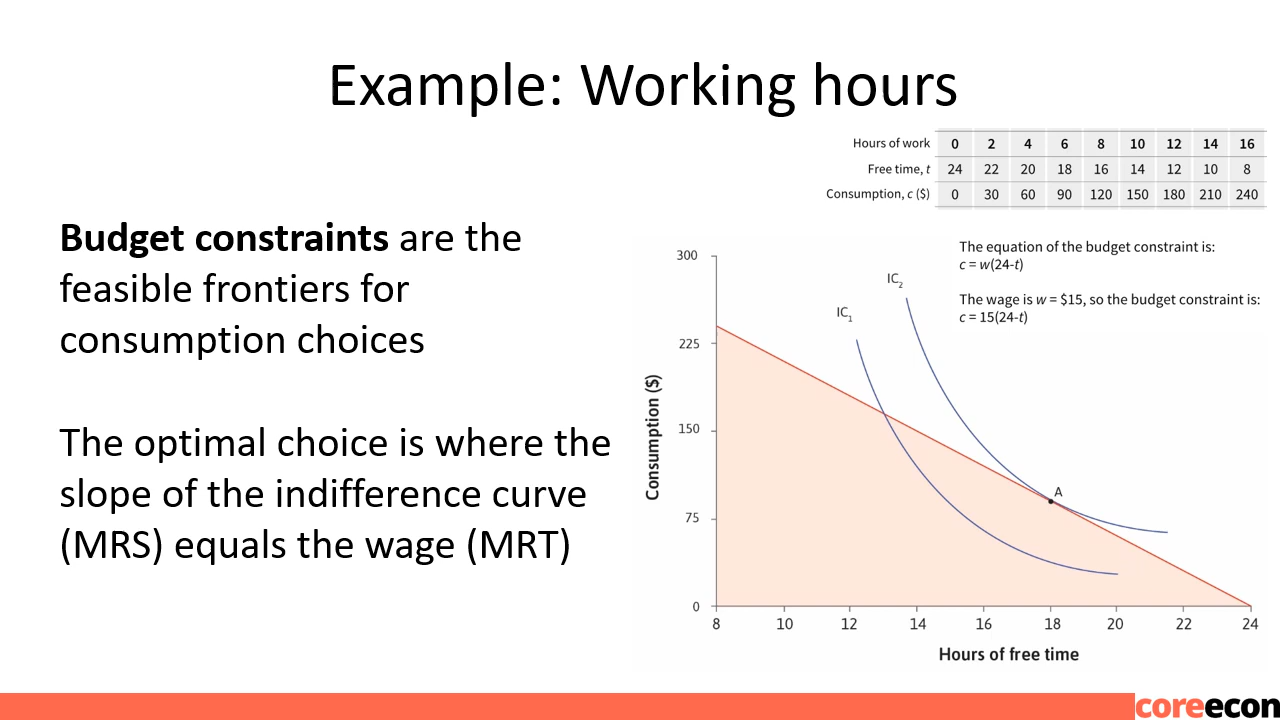 Example: Working hours
Hours of work 0 2 4 6 8 10 12 14 16
Free time, t 24 22 20 18 16 14 12 10 8
Consumption, c ($) 0 30 60 90 120 150 180 210 240
Budget constraints are the
feasible frontiers for
consumption choices
The optimal choice is where the
slope of the indifference curve
(MRS) equals the wage (MRT)
The equation of the budget constraint is:
c = w(24-t)
The wage is w = $15, so the budget constraint is:
c = 15(24-t)
300
225
150
75
0
Consumption ($)
IC1
IC2
A
8 10 12 14 16 18 20 22 24
Hours of free time
coreecon